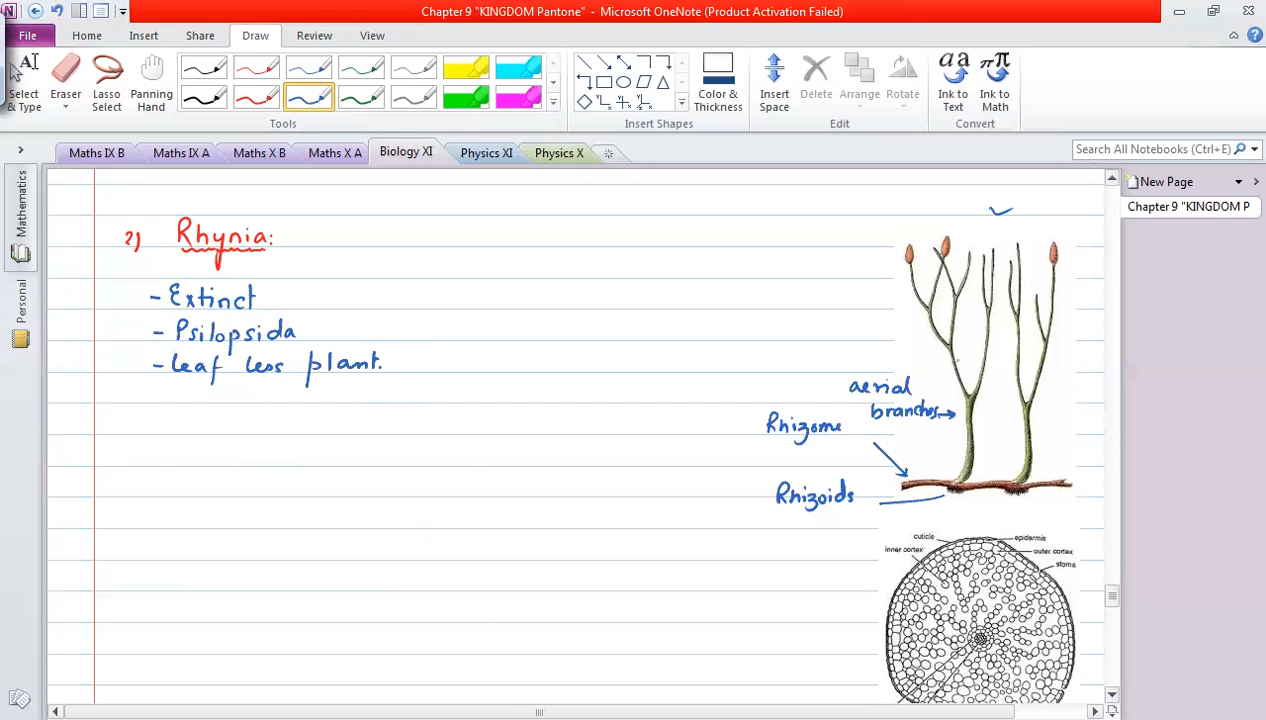 Chapter 9 "KINGDOM Pantone" - Microsoft OneNote (Product Activation Failed)
File Home Insert Share Draw Review View
Select & Type
Eraser
Lasso Select
Panning Hand
Color & Thickness
Insert Space
Delete
Arrange
Rotate
Ink to Text
Ink to Math
Tools
Insert Shapes
Edit
Convert
Maths IX B Maths IX A Maths X B Maths X A Biology XI Physics XI Physics X
Search All Notebooks (Ctrl+E)
New Page
Chapter 9 "KINGDOM P
Mathematics
Personal
2) Rhynia:
- Extinct
- Psilopsida
- Leaf less plant.
aerial
branches
Rhizome
Rhizoids
cuticle
epidermis
inner cortex
outer cortex
stoma